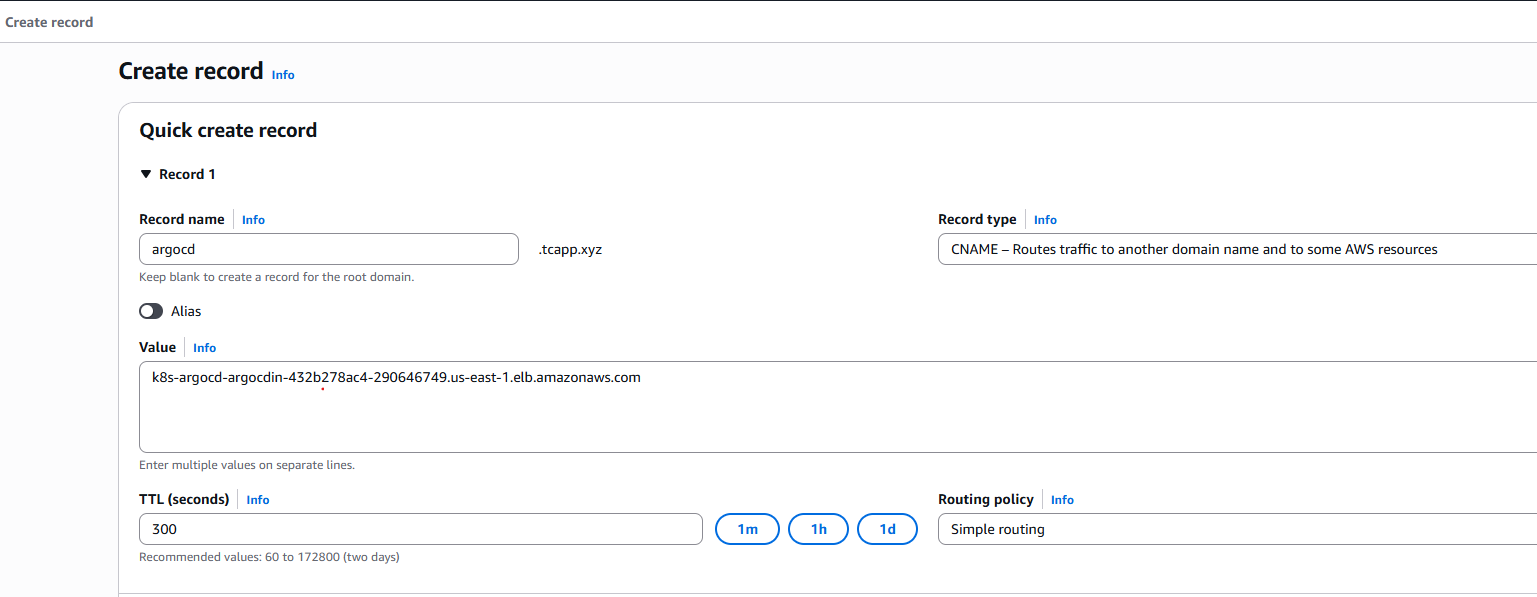 Create record
Create record Info
Quick create record
Record 1
Record name Info
Record type Info
argocd .tcapp.xyz
CNAME – Routes traffic to another domain name and to some AWS resources
Keep blank to create a record for the root domain.
Alias
Value Info
k8s-argocd-argocdin-432b278ac4-290646749.us-east-1.elb.amazonaws.com
Enter multiple values on separate lines.
TTL (seconds) Info
Routing policy Info
300 1m 1h 1d
Simple routing
Recommended values: 60 to 172800 (two days)